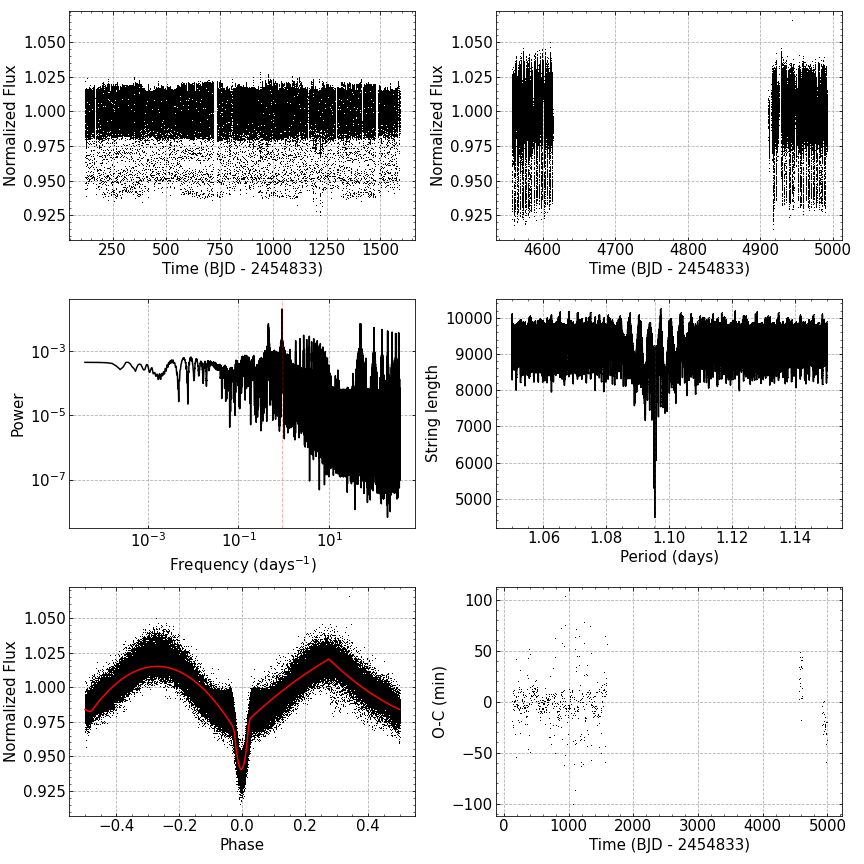 1.050
1.025
1.000
0.975
0.950
0.925
Normalized Flux
250 500 750 1000 1250 1500
Time (BJD - 2454833)
1.050
1.025
1.000
0.975
0.950
0.925
Normalized Flux
4600 4700 4800 4900 5000
Time (BJD - 2454833)
10⁻³
10⁻⁵
10⁻⁷
Power
10⁻³ 10⁻¹ 10¹
Frequency (days⁻¹)
10000
9000
8000
7000
6000
5000
String length
1.06 1.08 1.10 1.12 1.14
Period (days)
1.050
1.025
1.000
0.975
0.950
0.925
Normalized Flux
−0.4 −0.2 0.0 0.2 0.4
Phase
100
50
0
−50
−100
O-C (min)
0 1000 2000 3000 4000 5000
Time (BJD - 2454833)